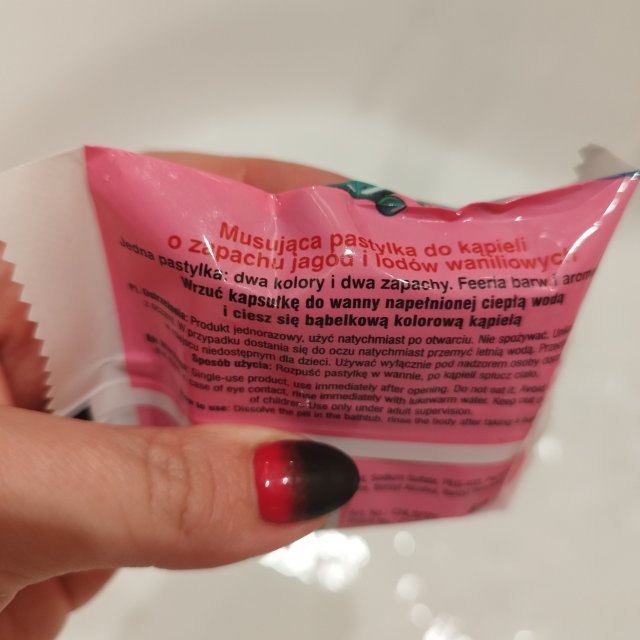 Musująca pastylka do kąpieli
o zapachu jagód i lodów waniliowych
Jedna pastylka: dwa kolory i dwa zapachy. Feeria barw i
Wrzuć kapsułkę do wanny napełnionej ciepłą wodą
i ciesz się bąbelkową kolorową kąpielą
PL: Produkt jednorazowy, użyć natychmiast po otwarciu. Nie spożywać.
W przypadku dostania się do oczu natychmiast przemyć letnią wodą.
w miejscu niedostępnym dla dzieci. Używać wyłącznie pod nadzorem osoby
Sposób użycia: Rozpuść pastylkę w wannie, po kąpieli spłucz ciało.
Single-use product, use immediately after opening. Do not eat it. Avoid
case of eye contact, rinse immediately with lukewarm water. Keep out
of children. Use only under adult supervision.
to use: Dissolve the pill in the bathtub, rinse the body after taking a